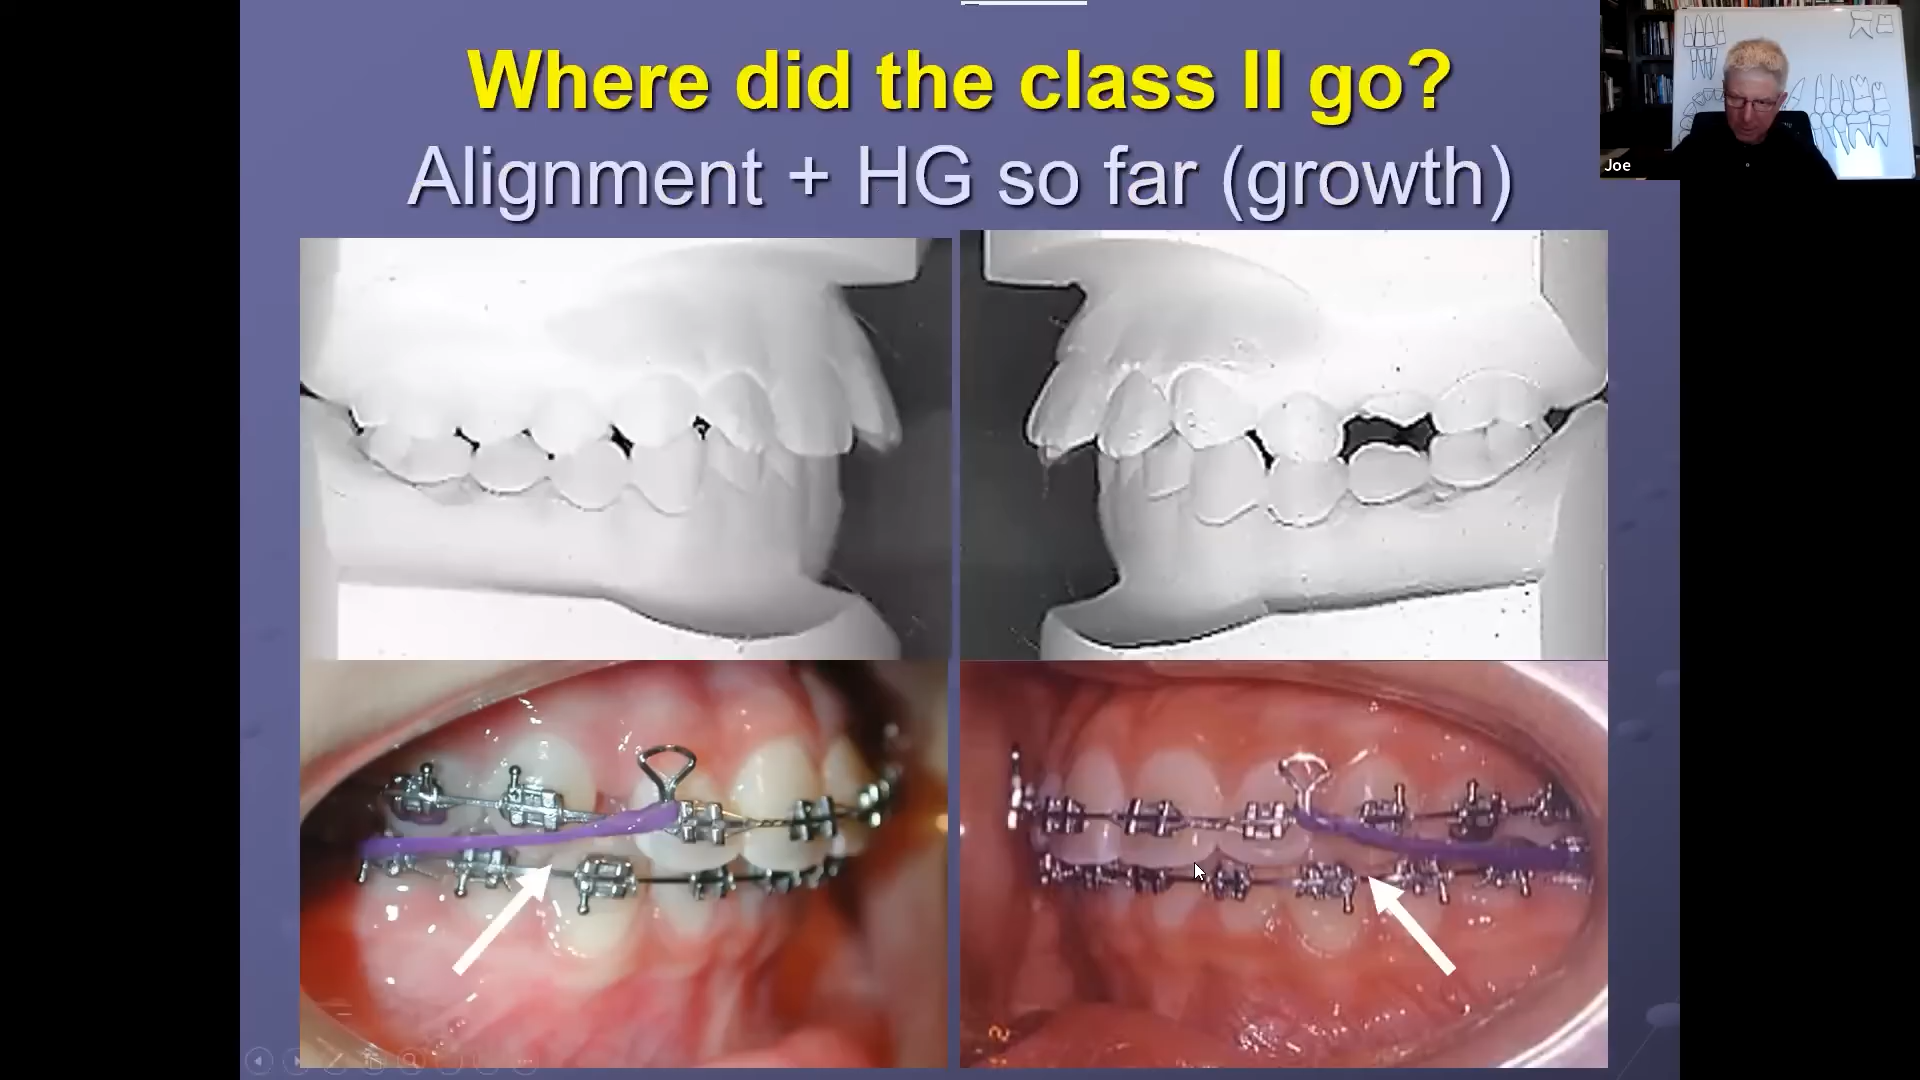 Where did the class II go?
Alignment + HG so far (growth)
Joe